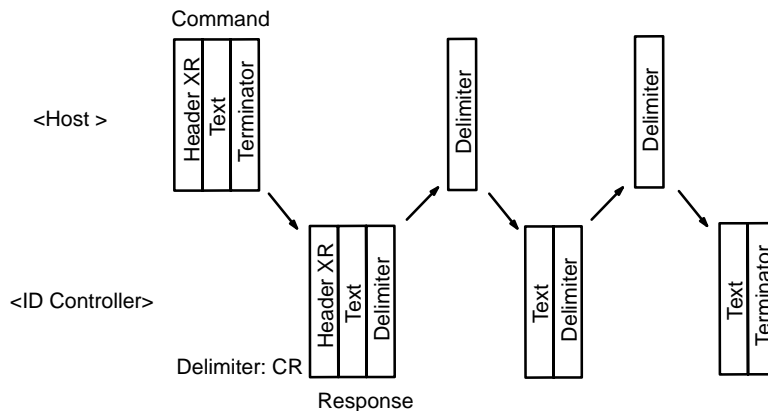 Command
Header XR
Text
Terminator
Delimiter
Delimiter
<Host >
Header XR
Text
Delimiter
Text
Delimiter
Text
Terminator
<ID Controller>
Delimiter: CR
Response